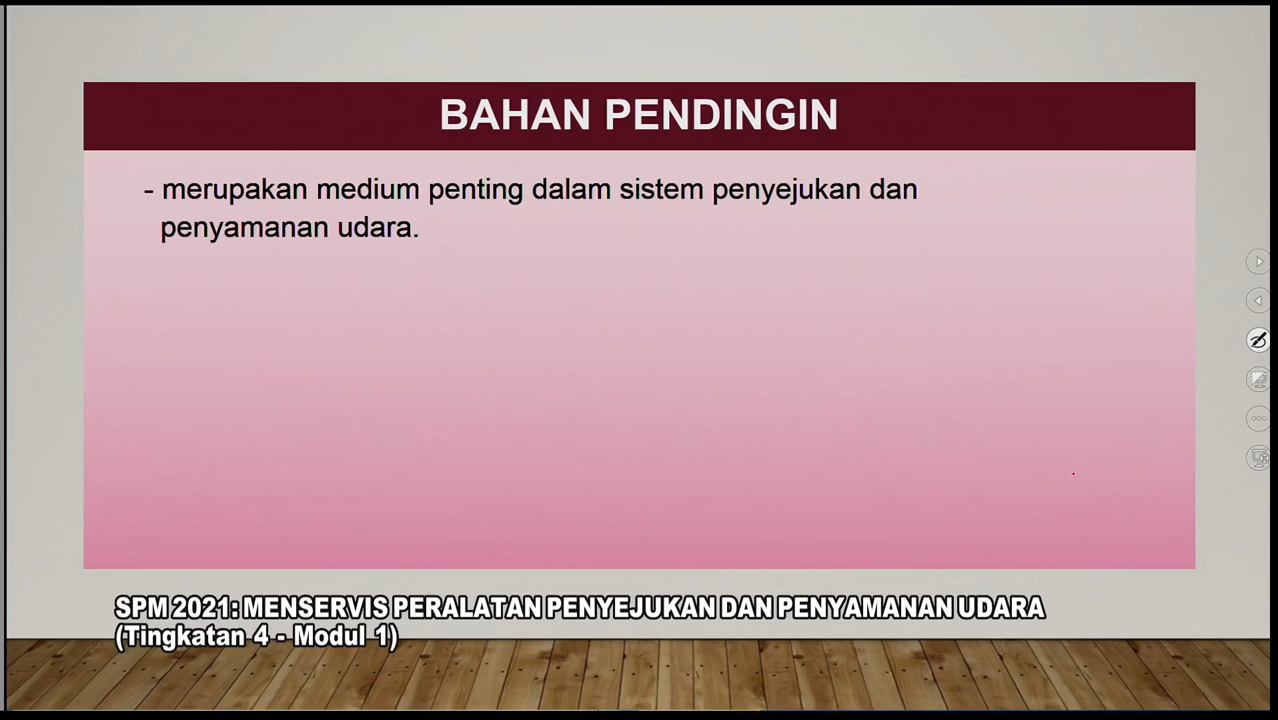 BAHAN PENDINGIN
- merupakan medium penting dalam sistem penyejukan dan
penyamanan udara.
SPM 2021: MENSERVIS PERALATAN PENYEJUKAN DAN PENYAMANAN UDARA
(Tingkatan 4 - Modul 1)